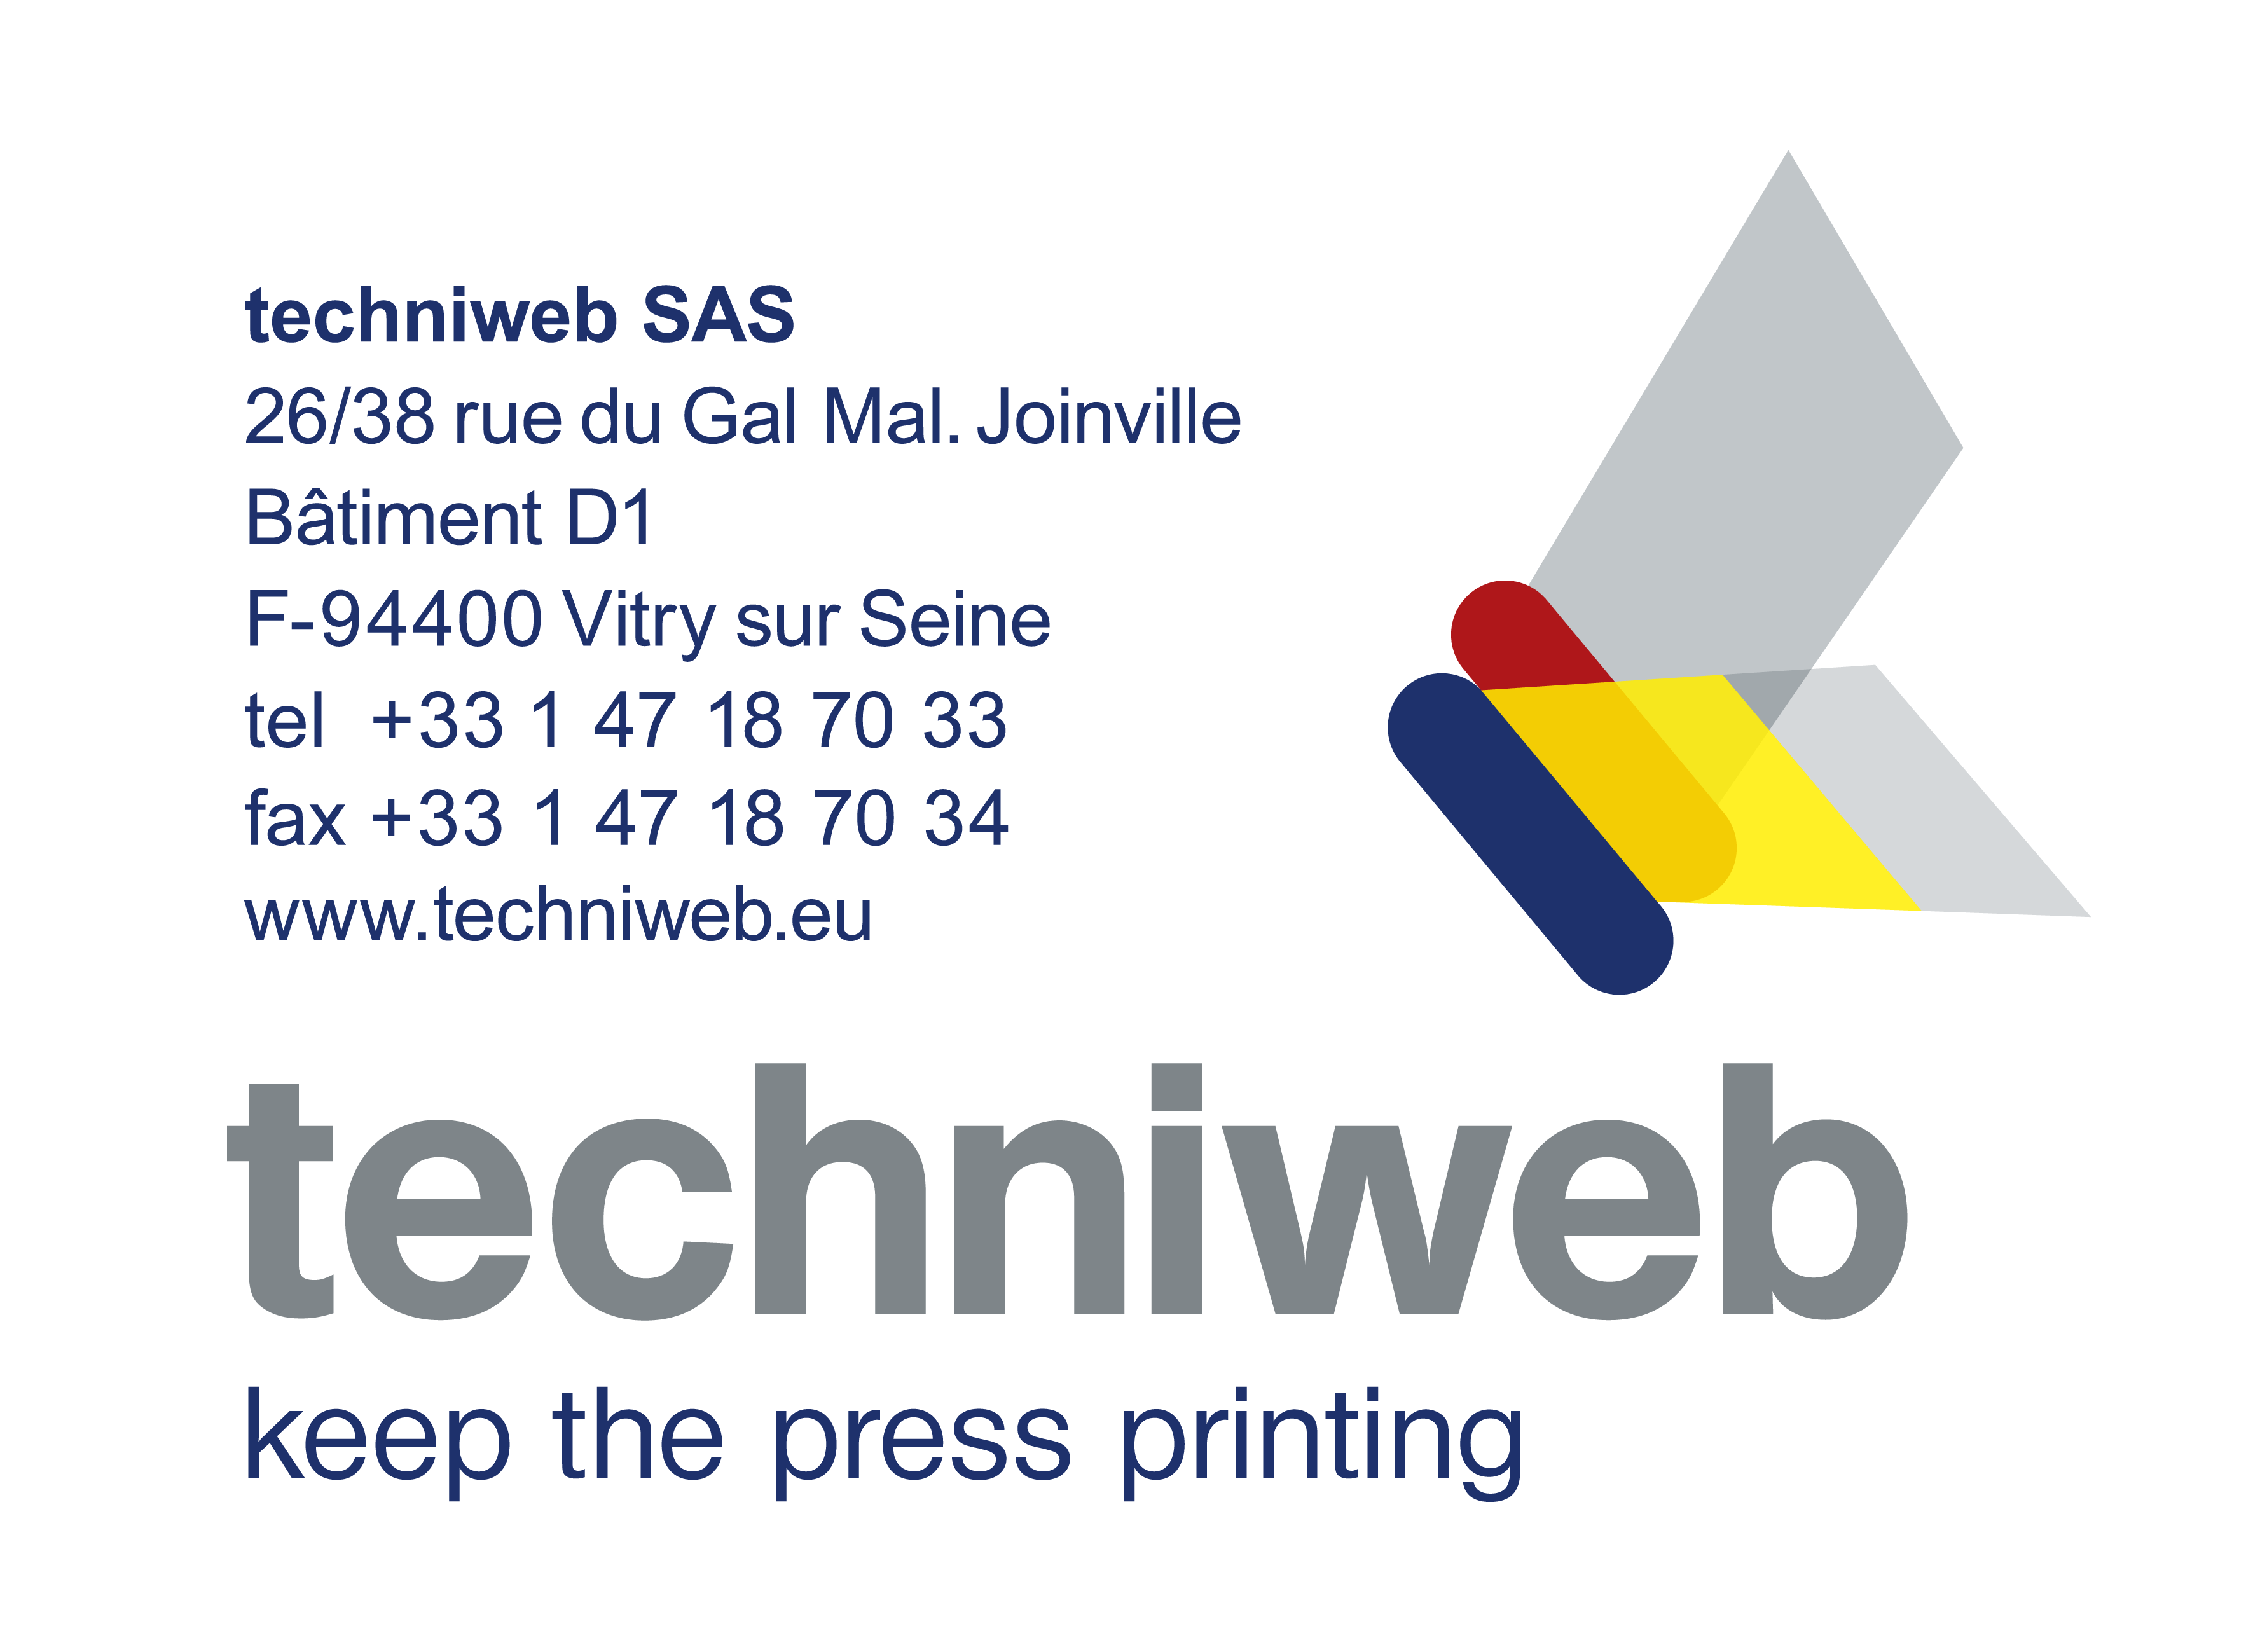 techniweb SAS
26/38 rue du Gal Mal. Joinville
Bâtiment D1
F-94400 Vitry sur Seine
tel +33 1 47 18 70 33
fax +33 1 47 18 70 34
www.techniweb.eu
techniweb
keep the press printing